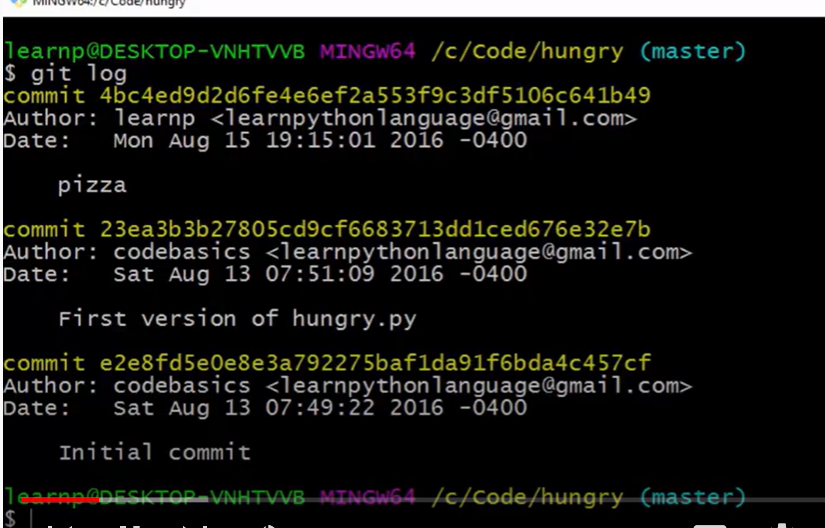 MINGW64:/c/Code/hungry
learnp@DESKTOP-VNHTVVB MINGW64 /c/Code/hungry (master)
$ git log
commit 4bc4ed9d2d6fe4e6ef2a553f9c3df5106c641b49
Author: learnp <learnpythonlanguage@gmail.com>
Date:   Mon Aug 15 19:15:01 2016 -0400
pizza
commit 23ea3b3b27805cd9cf6683713dd1ced676e32e7b
Author: codebasics <learnpythonlanguage@gmail.com>
Date:   Sat Aug 13 07:51:09 2016 -0400
First version of hungry.py
commit e2e8fd5e0e8e3a792275baf1da91f6bda4c457cf
Author: codebasics <learnpythonlanguage@gmail.com>
Date:   Sat Aug 13 07:49:22 2016 -0400
Initial commit
learnp@DESKTOP-VNHTVVB MINGW64 /c/Code/hungry (master)
$